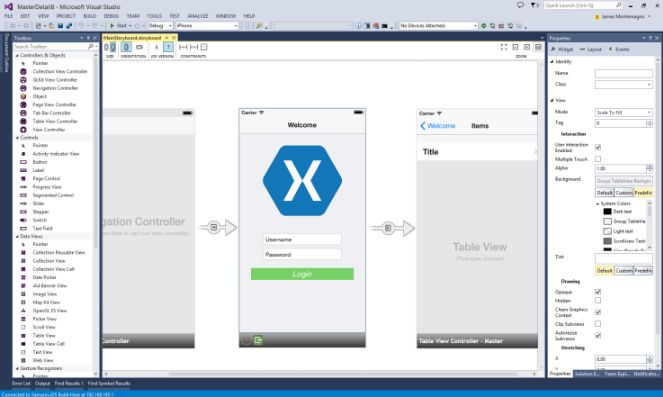 MasterDetail8 - Microsoft Visual Studio
Quick Launch (Ctrl+Q)
FILE EDIT VIEW PROJECT BUILD DEBUG TEAM TOOLS TEST ANALYZE WINDOW HELP
James Montemagno
Start Debug iPhone No Devices Attached
Document Outline
Toolbox
Search Toolbox
Controllers & Objects
Pointer
Collection View Controller
GLKit View Controller
Navigation Controller
Object
Page View Controller
Tab Bar Controller
Table View Controller
View Controller
Controls
Pointer
Activity Indicator View
Button
Label
Page Control
Progress View
Segmented Control
Slider
Stepper
Switch
Text Field
Data Views
Pointer
Collection Reusable View
Collection View
Collection View Cell
Date Picker
iAd Banner View
Image View
Map Kit View
OpenGL ES View
Picker View
Scroll View
Table View
Table View Cell
Text View
Web View
Gesture Recognizers
Pointer
MainStoryboard.storyboard
SIZE ORIENTATION IOS VERSION CONSTRAINTS ZOOM
gation Controller
Controller
Carrier
Welcome
X
Username
Password
Login
Carrier
Welcome Items
Title
Table View
Prototype Content
Table View Controller - Master
Properties
Widget Layout Events
Identity
Name
Class
View
Mode Scale To Fill
Tag 0
Interaction
User Interaction Enabled
Multiple Touch
Alpha 1.00
Background Group TableView Backgr
Default Custom Predefin
System Colors
Dark text
Group TableVie
Light text
Scrollview Text
Tint
Default Custom Predefin
Drawing
Opaque
Hidden
Clears Graphics Context
Clip Subviews
Autoresize Subviews
Stretching
X 0.00
Y
Properties Solution E... Team Expl... Notificatio...
Error List Output Find Results 1 Find Symbol Results
Connected to Xamarin.iOS Build Host at 192.168.165.1